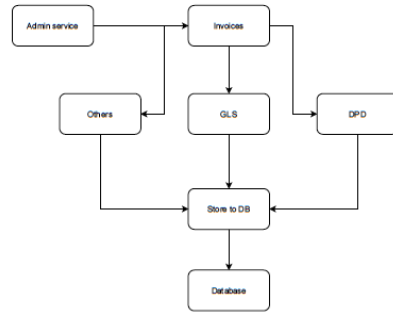 Admin service
Invoices
Others
GLS
DPD
Store to DB
Database